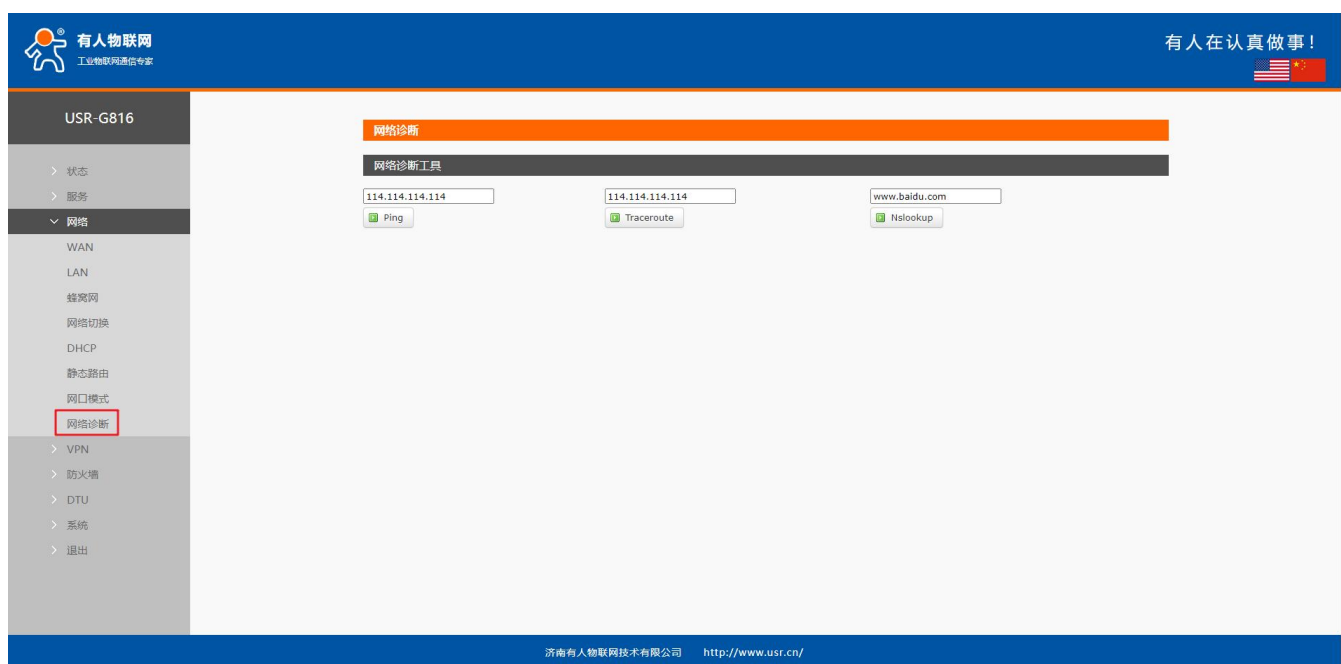 有人物联网
工业物联网通信专家
有人在认真做事!
USR-G816
状态
服务
网络
WAN
LAN
蜂窝网
网络切换
DHCP
静态路由
网口模式
网络诊断
VPN
防火墙
DTU
系统
退出
网络诊断
网络诊断工具
114.114.114.114 114.114.114.114 www.baidu.com
Ping Traceroute Nslookup
济南有人物联网技术有限公司 http://www.usr.cn/